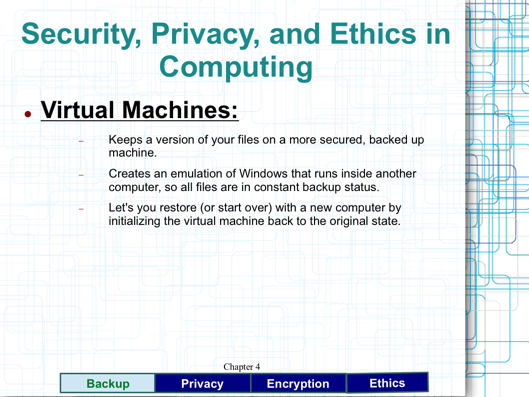 Security, Privacy, and Ethics in
Computing
● Virtual Machines:
– Keeps a version of your files on a more secured, backed up
machine.
– Creates an emulation of Windows that runs inside another
computer, so all files are in constant backup status.
– Let's you restore (or start over) with a new computer by
initializing the virtual machine back to the original state.
Chapter 4
Backup Privacy Encryption Ethics